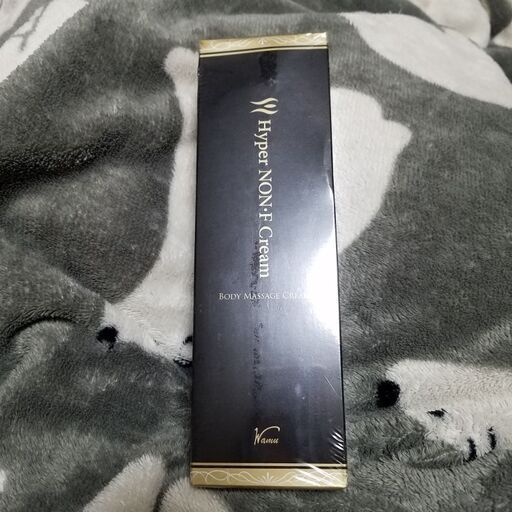 Hyper NON·F Cream
BODY MASSAGE CREAM
Wamu